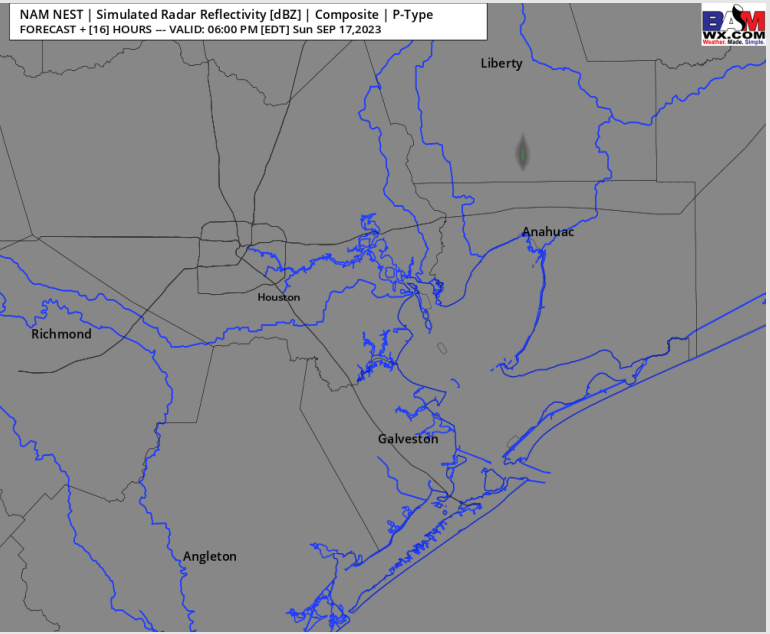 NAM NEST | Simulated Radar Reflectivity [dBZ] | Composite | P-Type
FORECAST + [16] HOURS --- VALID: 06:00 PM [EDT] Sun SEP 17,2023
BAM
WX.COM
Weather. Made. Simple.
Liberty
Anahuac
Houston
Richmond
Galveston
Angleton